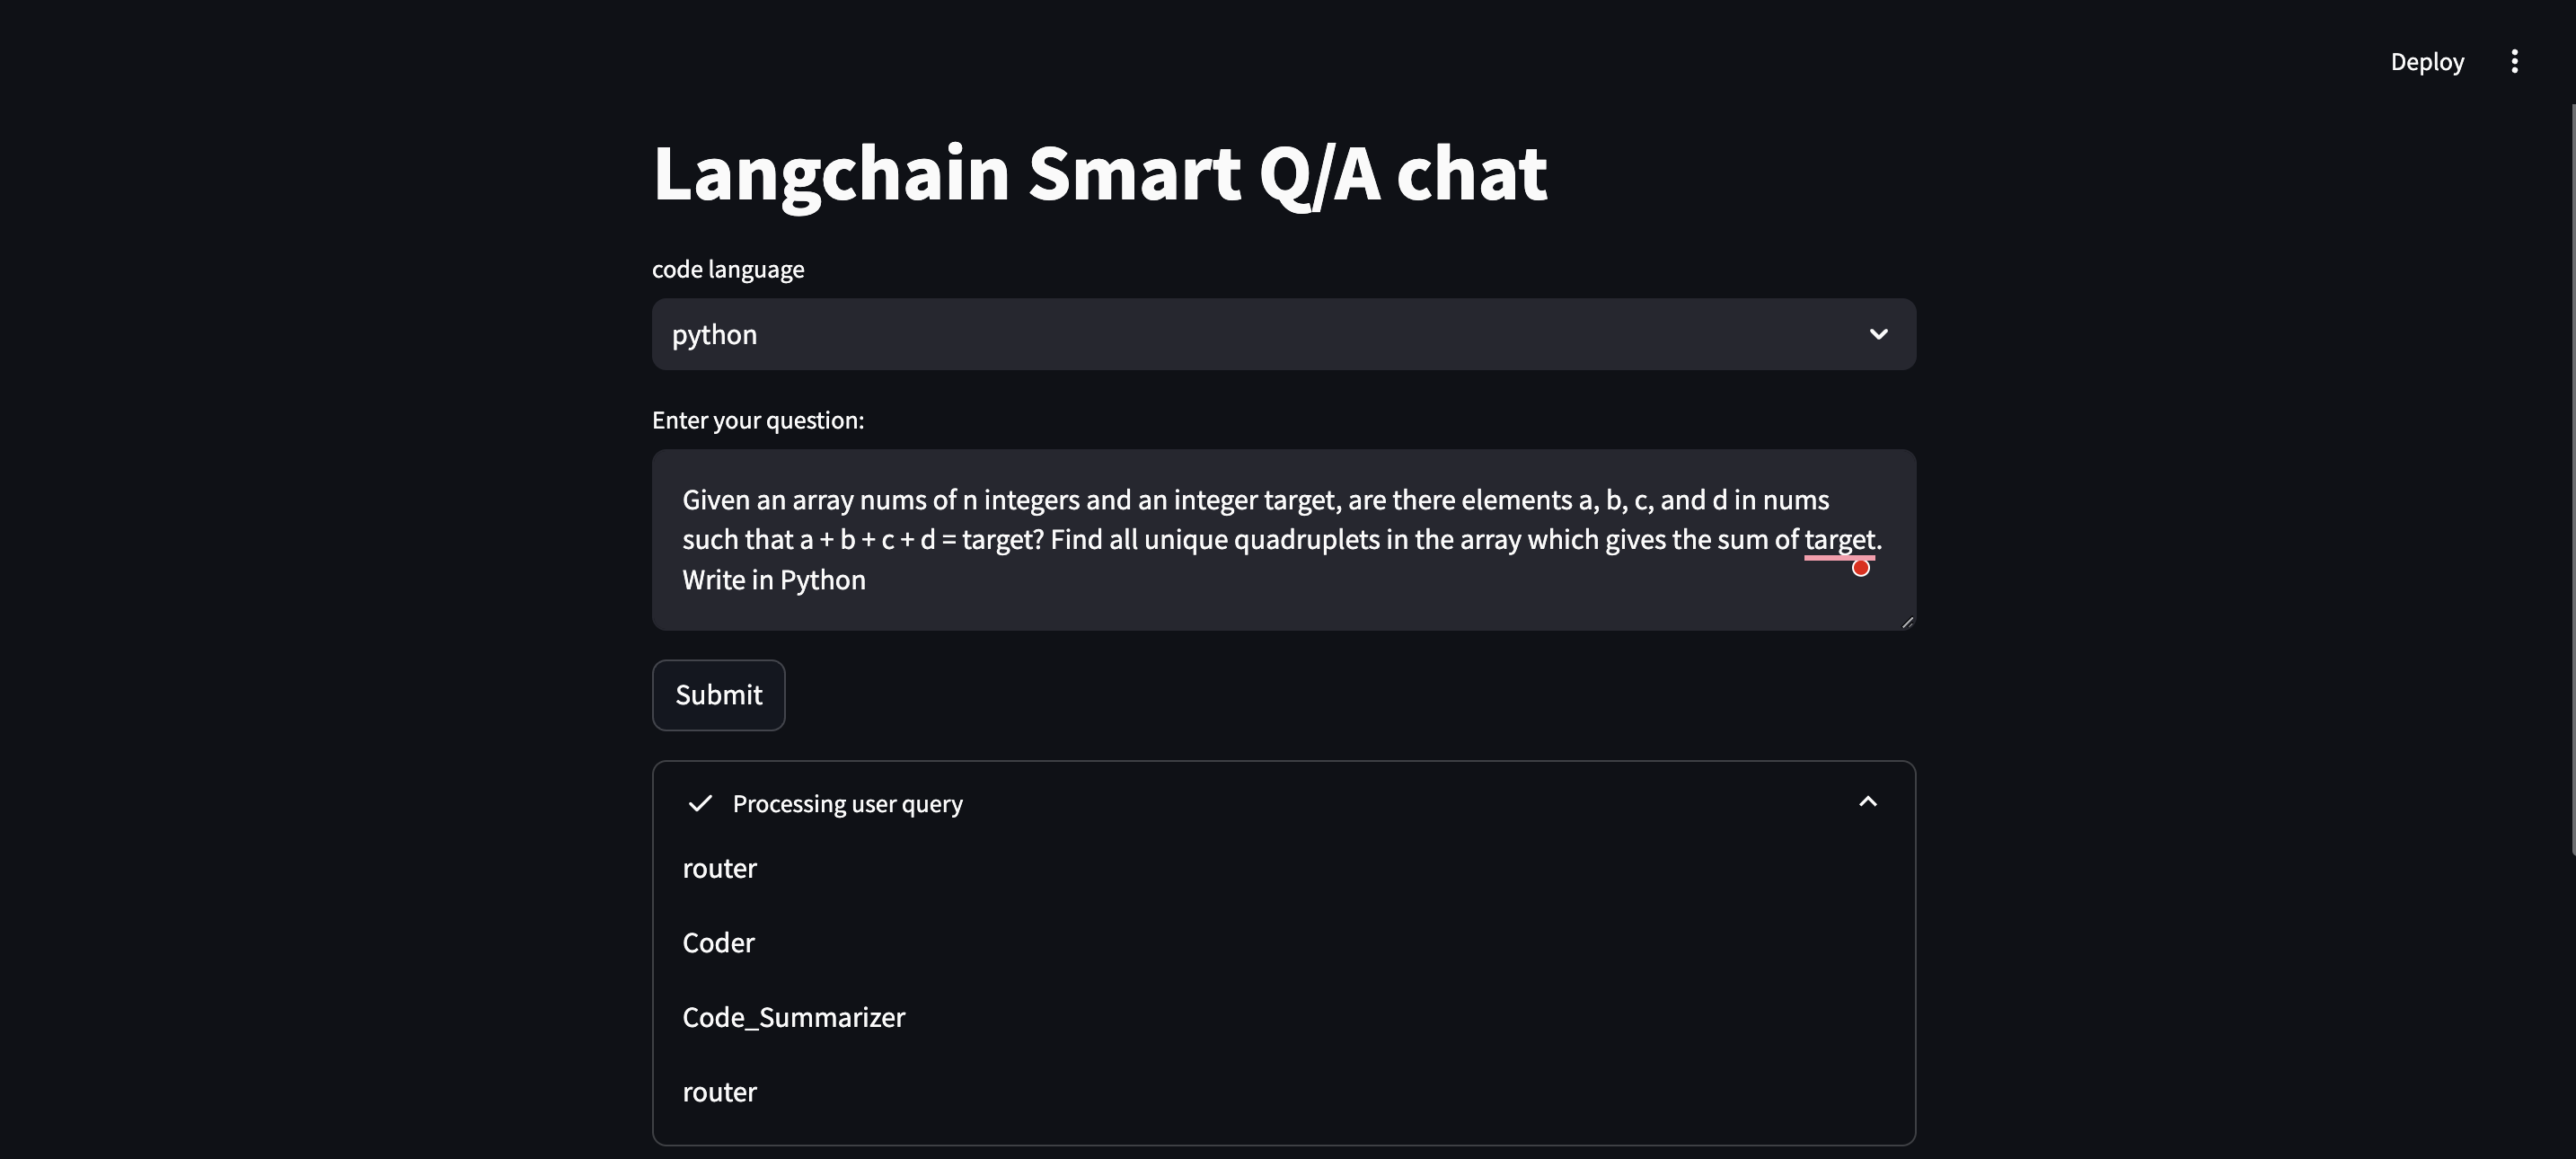 Deploy
Langchain Smart Q/A chat
code language
python
Enter your question:
Given an array nums of n integers and an integer target, are there elements a, b, c, and d in nums
such that a + b + c + d = target? Find all unique quadruplets in the array which gives the sum of target.
Write in Python
Submit
Processing user query
router
Coder
Code_Summarizer
router